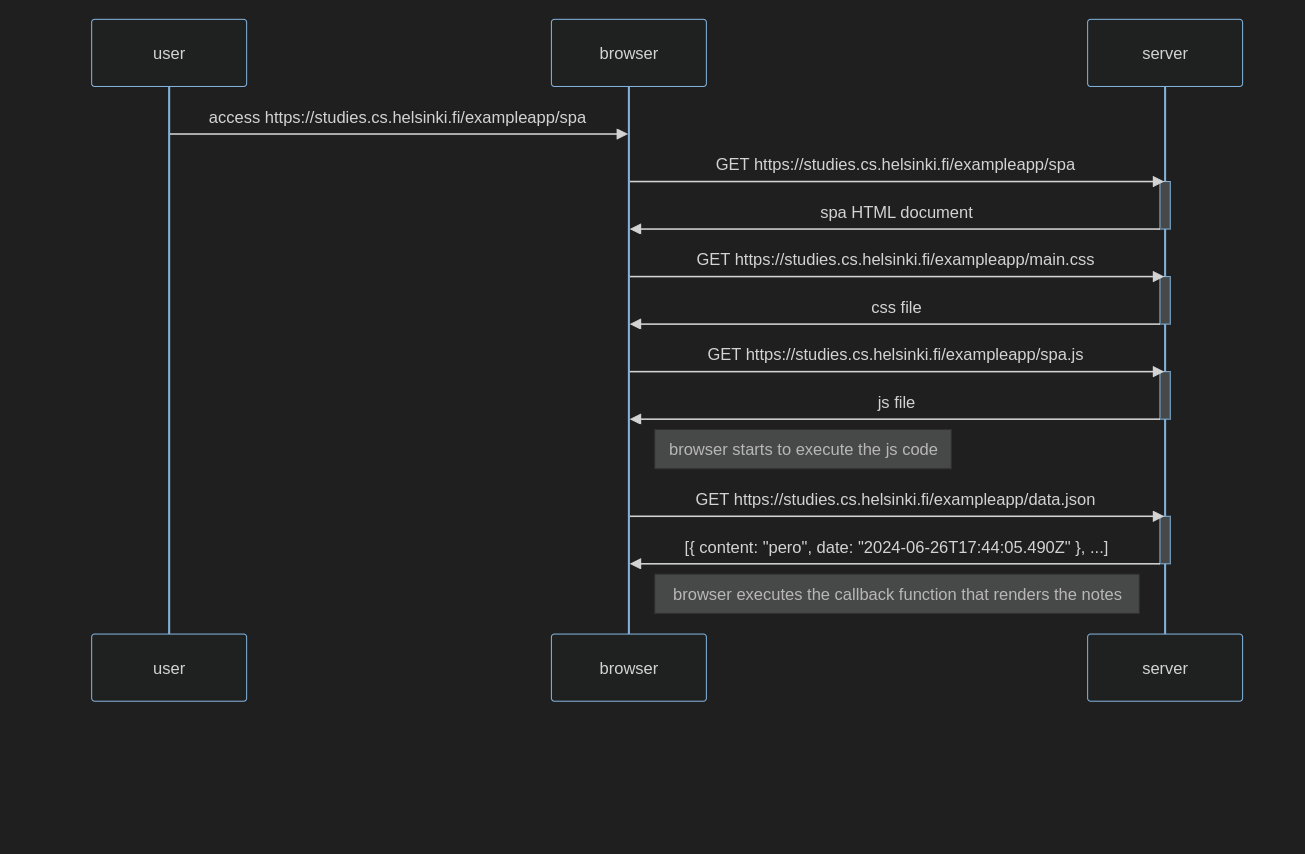 user
browser
server
access https://studies.cs.helsinki.fi/exampleapp/spa
GET https://studies.cs.helsinki.fi/exampleapp/spa
spa HTML document
GET https://studies.cs.helsinki.fi/exampleapp/main.css
css file
GET https://studies.cs.helsinki.fi/exampleapp/spa.js
js file
browser starts to execute the js code
GET https://studies.cs.helsinki.fi/exampleapp/data.json
[{ content: "pero", date: "2024-06-26T17:44:05.490Z" }, ...]
browser executes the callback function that renders the notes
user
browser
server